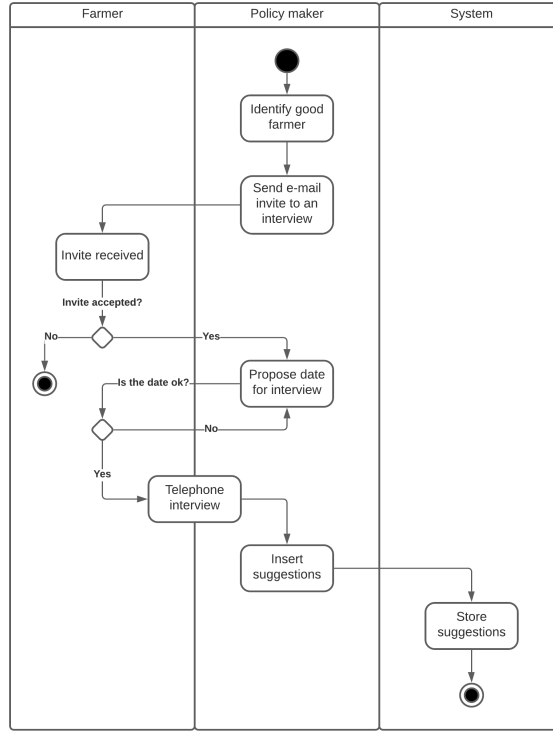 Farmer
Policy maker
System
Identify good
farmer
Send e-mail
invite to an
interview
Invite received
Invite accepted?
No
Yes
Propose date
for interview
Is the date ok?
No
Yes
Telephone
interview
Insert
suggestions
Store
suggestions